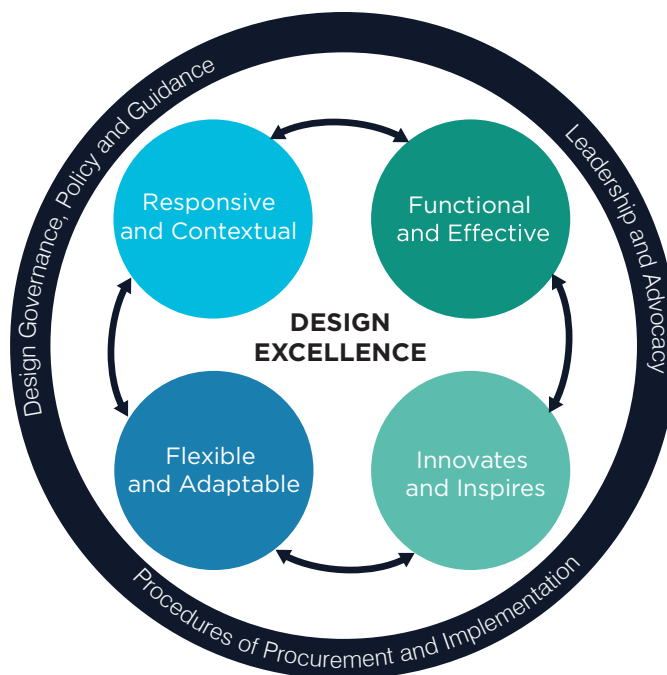 Design Governance, Policy and Guidance
Leadership and Advocacy
Responsive
and Contextual
Functional
and Effective
DESIGN
EXCELLENCE
Flexible
and Adaptable
Innovates
and Inspires
Procedures of Procurement and Implementation